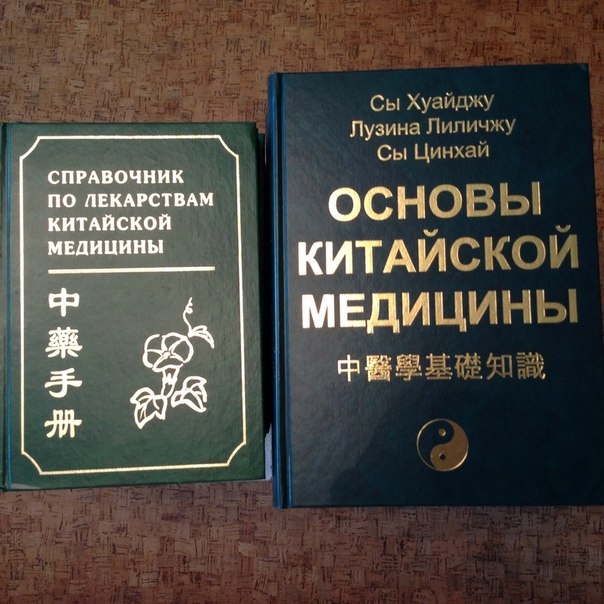 СПРАВОЧНИК
ПО ЛЕКАРСТВАМ
КИТАЙСКОЙ
МЕДИЦИНЫ
中藥手册
Сы Хуайджу
Лузина Лиличжу
Сы Цинхай
ОСНОВЫ
КИТАЙСКОЙ
МЕДИЦИНЫ
中醫學基礎知識